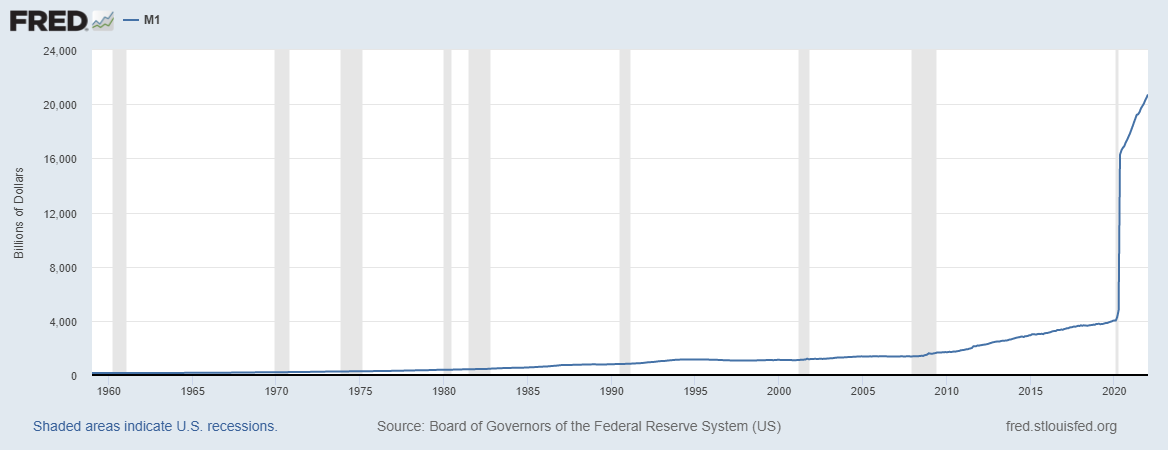 FRED M1
24,000
20,000
16,000
12,000
8,000
4,000
0
Billions of Dollars
1960 1965 1970 1975 1980 1985 1990 1995 2000 2005 2010 2015 2020
Shaded areas indicate U.S. recessions. Source: Board of Governors of the Federal Reserve System (US) fred.stlouisfed.org